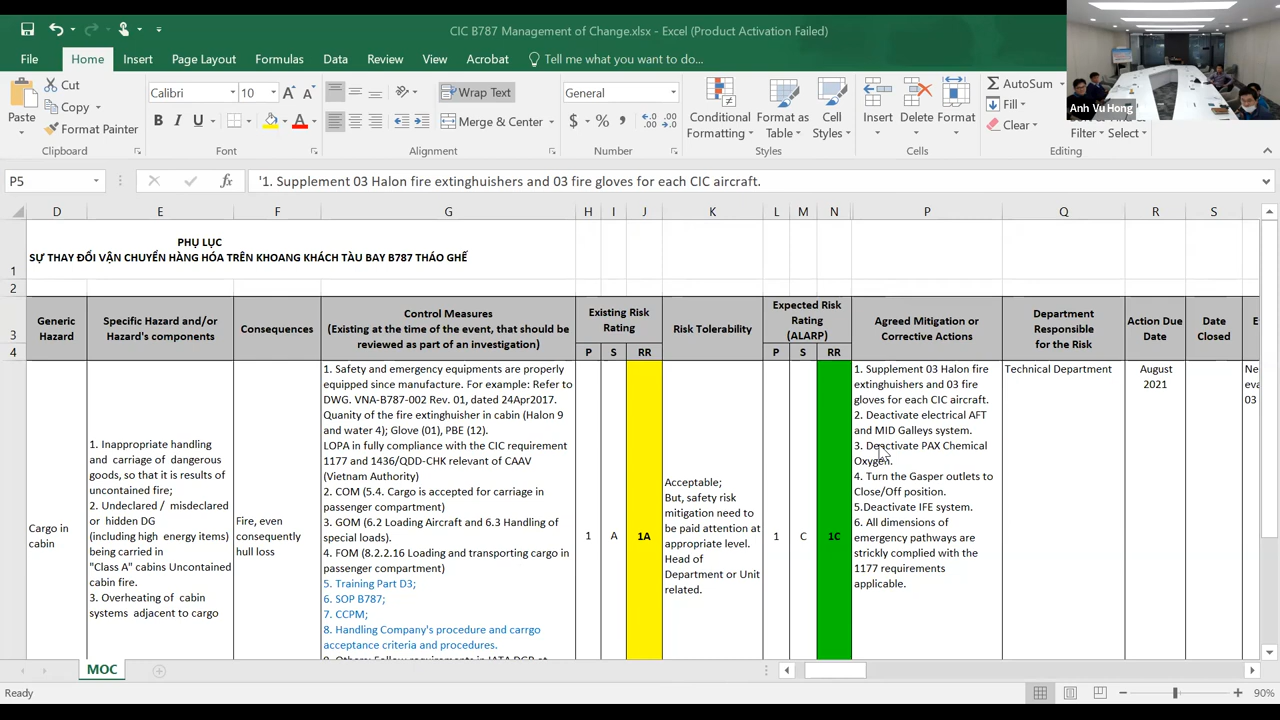 CIC B787 Management of Change.xlsx - Excel (Product Activation Failed)
File Home Insert Page Layout Formulas Data Review View Acrobat Tell me what you want to do...
Anh Vu Hong
Paste
Cut
Copy
Format Painter
Clipboard
Calibri 10
B I U
Font
Wrap Text
Merge & Center
Alignment
General
$ %
Number
Conditional Formatting
Format as Table
Cell Styles
Styles
Insert
Delete
Format
Cells
AutoSum
Fill
Clear
Filter
Select
Editing
P5
fx
'1. Supplement 03 Halon fire extinghuishers and 03 fire gloves for each CIC aircraft.
D E F G H I J K L M N P Q R S
1
PHỤ LỤC
SỰ THAY ĐỔI VẬN CHUYỂN HÀNG HÓA TRÊN KHOANG KHÁCH TÀU BAY B787 THÁO GHẾ
2
3
Generic
Hazard
Specific Hazard and/or
Hazard's components
Consequences
Control Measures
(Existing at the time of the event, that should be
reviewed as part of an investigation)
Existing Risk
Rating
Risk Tolerability
Expected Risk
Rating
(ALARP)
Agreed Mitigation or
Corrective Actions
Department
Responsible
for the Risk
Action Due
Date
Date
Closed
4
P S RR
P S RR
Cargo in
cabin
1. Inappropriate handling
and carriage of dangerous
goods, so that it is results of
uncontained fire;
2. Undeclared / misdeclared
or hidden DG
(including high energy items)
being carried in
"Class A" cabins Uncontained
cabin fire.
3. Overheating of cabin
systems adjacent to cargo
Fire, even
consequently
hull loss
1. Safety and emergency equipments are properly
equipped since manufacture. For example: Refer to
DWG. VNA-B787-002 Rev. 01, dated 24Apr2017.
Quanity of the fire extinghuisher in cabin (Halon 9
and water 4); Glove (01), PBE (12).
LOPA in fully compliance with the CIC requirement
1177 and 1436/QDD-CHK relevant of CAAV
(Vietnam Authority)
2. COM (5.4. Cargo is accepted for carriage in
passenger compartment)
3. GOM (6.2 Loading Aircraft and 6.3 Handling of
special loads).
4. FOM (8.2.2.16 Loading and transporting cargo in
passenger compartment)
5. Training Part D3;
6. SOP B787;
7. CCPM;
8. Handling Company's procedure and carrgo
acceptance criteria and procedures.
1 A 1A
Acceptable;
But, safety risk
mitigation need to
be paid attention at
appropriate level.
Head of
Department or Unit
related.
1 C 1C
1. Supplement 03 Halon fire
extinghuishers and 03 fire
gloves for each CIC aircraft.
2. Deactivate electrical AFT
and MID Galleys system.
3. Deactivate PAX Chemical
Oxygen.
4. Turn the Gasper outlets to
Close/Off position.
5.Deactivate IFE system.
6. All dimensions of
emergency pathways are
strickly complied with the
1177 requirements
applicable.
Technical Department
August
2021
Ne
eva
03
MOC
Ready
90%